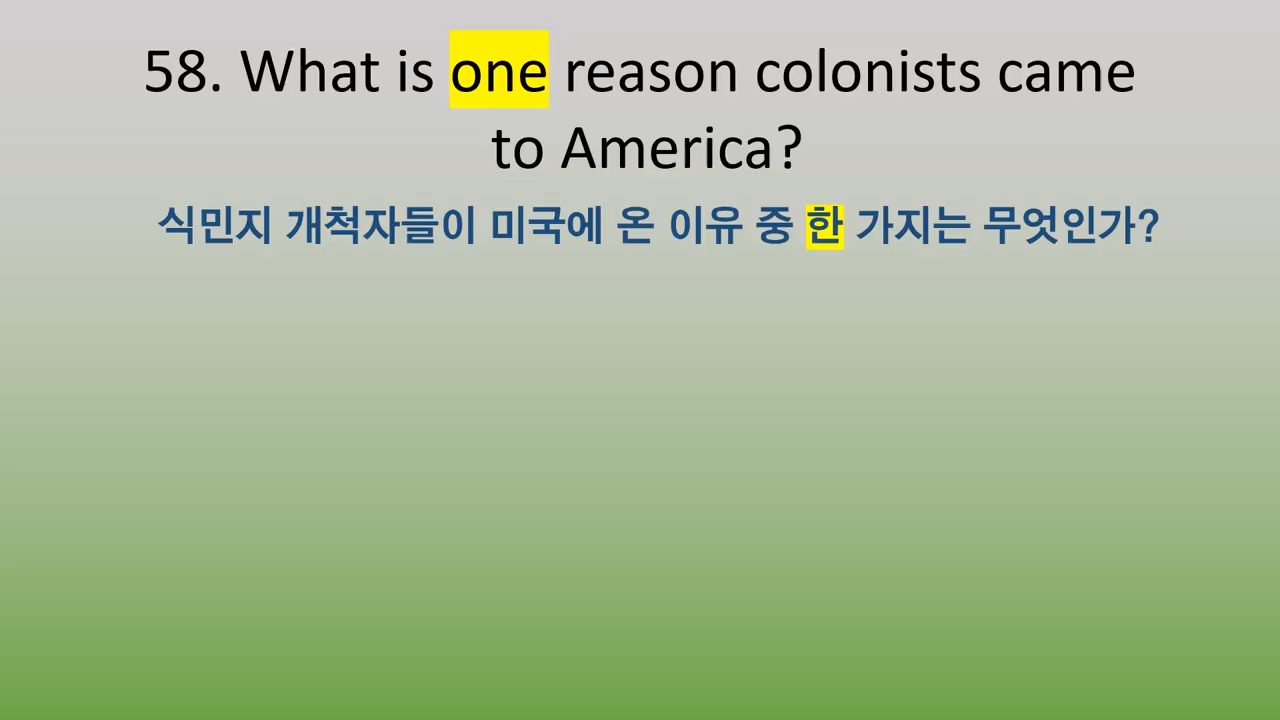 58. What is one reason colonists came
to America?
식민지 개척자들이 미국에 온 이유 중 한 가지는 무엇인가?